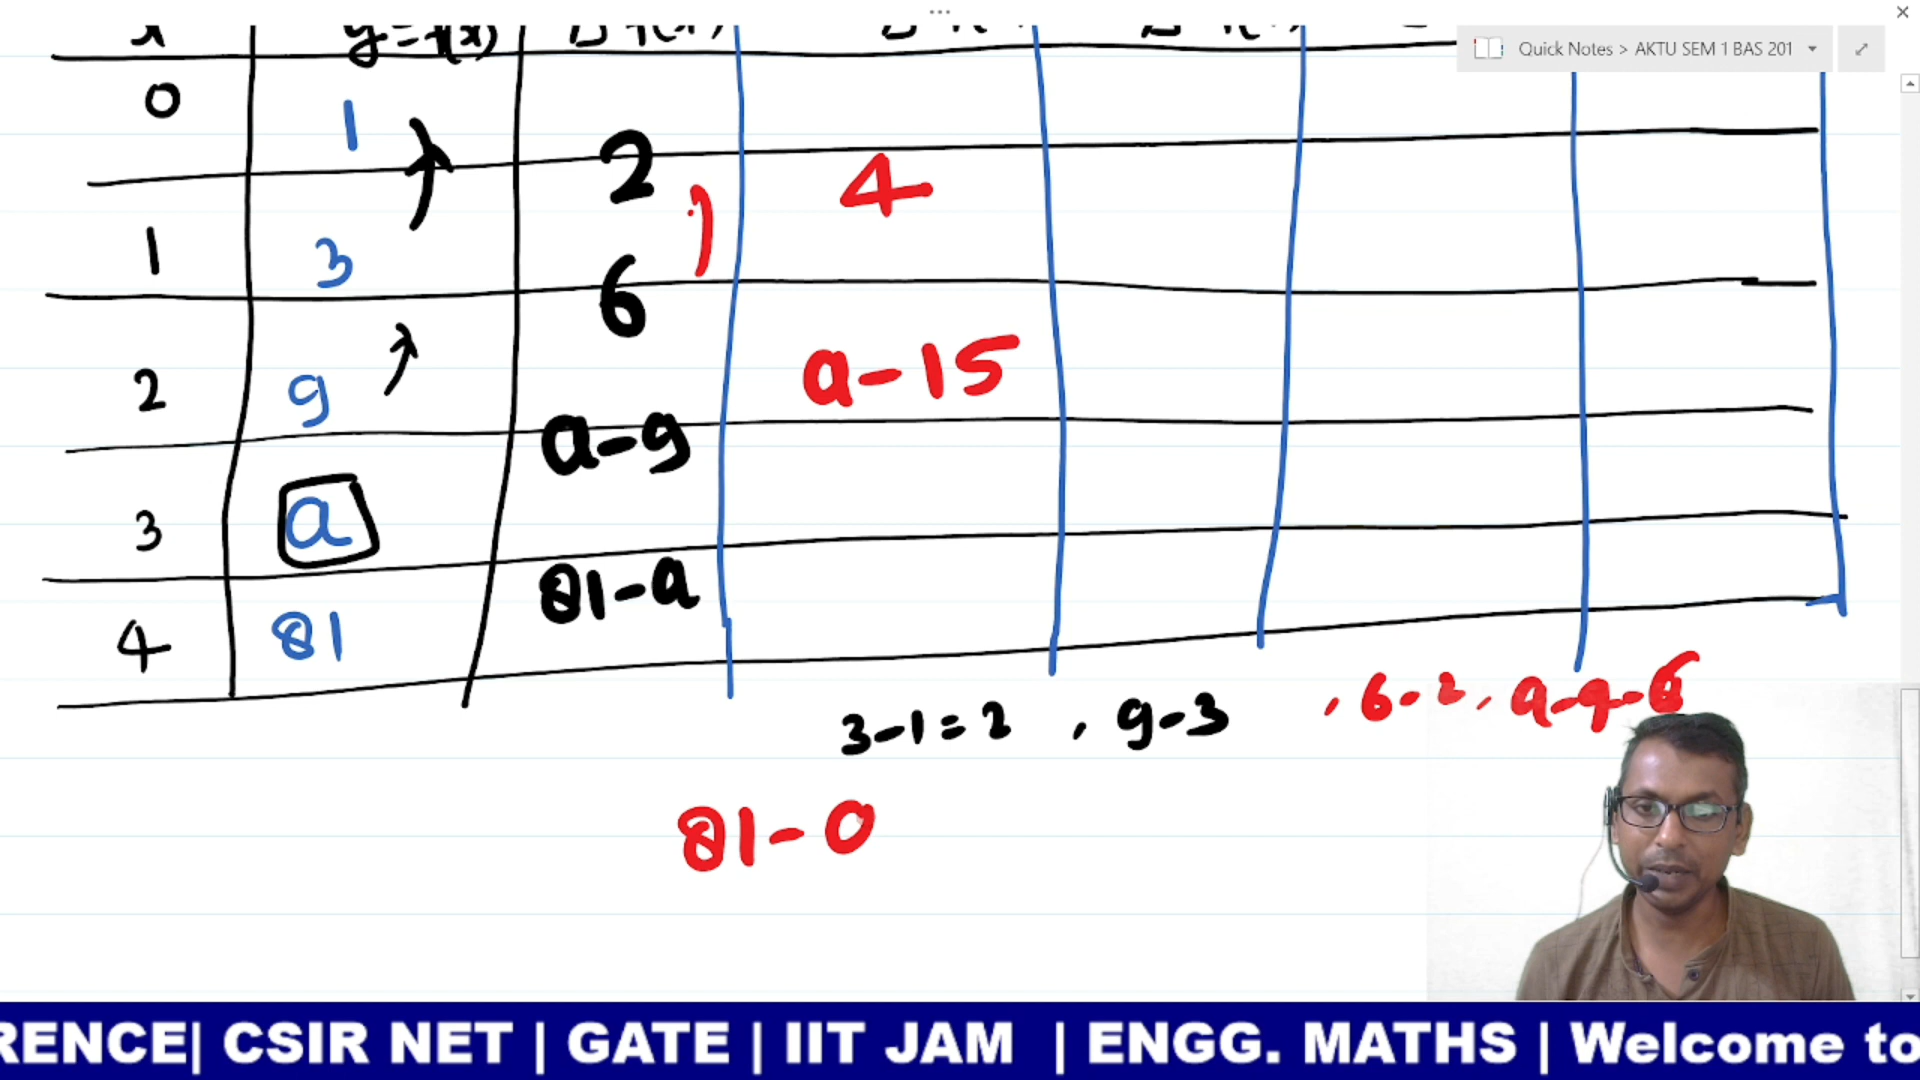 Quick Notes > AKTU SEM 1 BAS 201
x y=f(x) Δ f(x)
0 1
2 4
1 3
6
a-15
2 9
a-9
3 a
81-a
4 81
3-1=2 , 9-3 , 6-2, a-9-6
81-0
RENCE| CSIR NET | GATE | IIT JAM | ENGG. MATHS | Welcome to